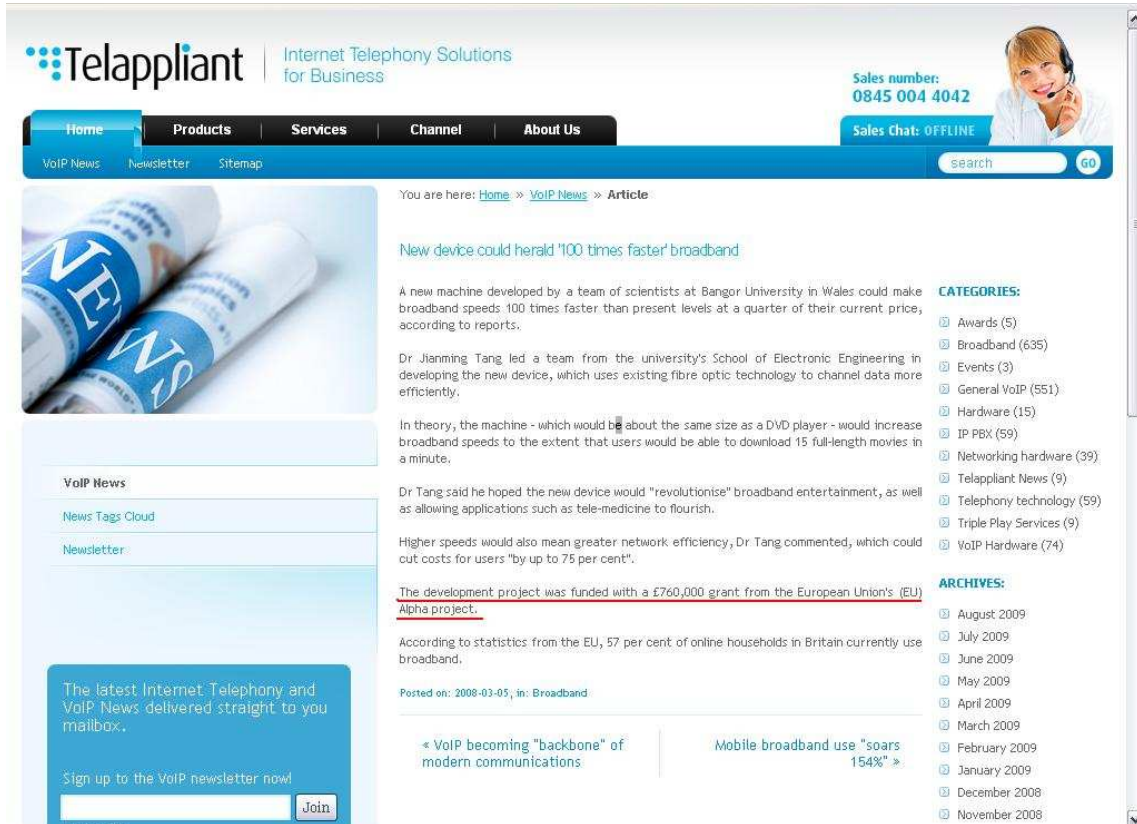 Telappliant
Internet Telephony Solutions
for Business
Sales number:
0845 004 4042
Home
Products
Services
Channel
About Us
Sales Chat: OFFLINE
VoIP News
Newsletter
Sitemap
search
GO
NEWS
You are here: Home » VoIP News » Article
New device could herald '100 times faster' broadband
A new machine developed by a team of scientists at Bangor University in Wales could make
broadband speeds 100 times faster than present levels at a quarter of their current price,
according to reports.
Dr Jianming Tang led a team from the university's School of Electronic Engineering in
developing the new device, which uses existing fibre optic technology to channel data more
efficiently.
In theory, the machine - which would be about the same size as a DVD player - would increase
broadband speeds to the extent that users would be able to download 15 full-length movies in
a minute.
Dr Tang said he hoped the new device would "revolutionise" broadband entertainment, as well
as allowing applications such as tele-medicine to flourish.
Higher speeds would also mean greater network efficiency, Dr Tang commented, which could
cut costs for users "by up to 75 per cent".
The development project was funded with a £760,000 grant from the European Union's (EU)
Alpha project.
According to statistics from the EU, 57 per cent of online households in Britain currently use
broadband.
Posted on: 2008-03-05, in: Broadband
« VoIP becoming "backbone" of
modern communications
Mobile broadband use "soars
154%" »
VoIP News
News Tags Cloud
Newsletter
The latest Internet Telephony and
VoIP News delivered straight to you
mailbox.
Sign up to the VoIP newsletter now!
Join
CATEGORIES:
Awards (5)
Broadband (635)
Events (3)
General VoIP (551)
Hardware (15)
IP PBX (59)
Networking hardware (39)
Telappliant News (9)
Telephony technology (59)
Triple Play Services (9)
VoIP Hardware (74)
ARCHIVES:
August 2009
July 2009
June 2009
May 2009
April 2009
March 2009
February 2009
January 2009
December 2008
November 2008